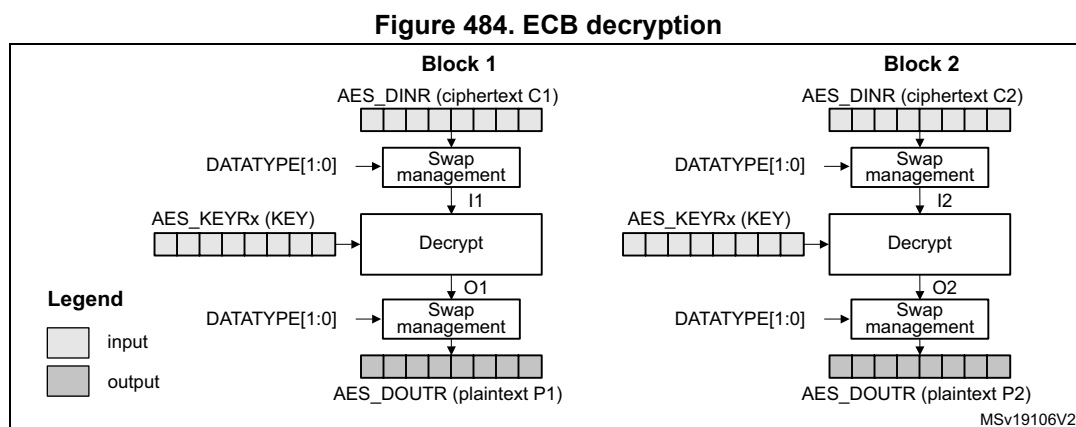 Figure 484. ECB decryption
Block 1
AES_DINR (ciphertext C1)
DATATYPE[1:0]
Swap
management
I1
AES_KEYRx (KEY)
Decrypt
O1
DATATYPE[1:0]
Swap
management
AES_DOUTR (plaintext P1)
Block 2
AES_DINR (ciphertext C2)
DATATYPE[1:0]
Swap
management
I2
AES_KEYRx (KEY)
Decrypt
O2
DATATYPE[1:0]
Swap
management
AES_DOUTR (plaintext P2)
Legend
input
output
MSv19106V2